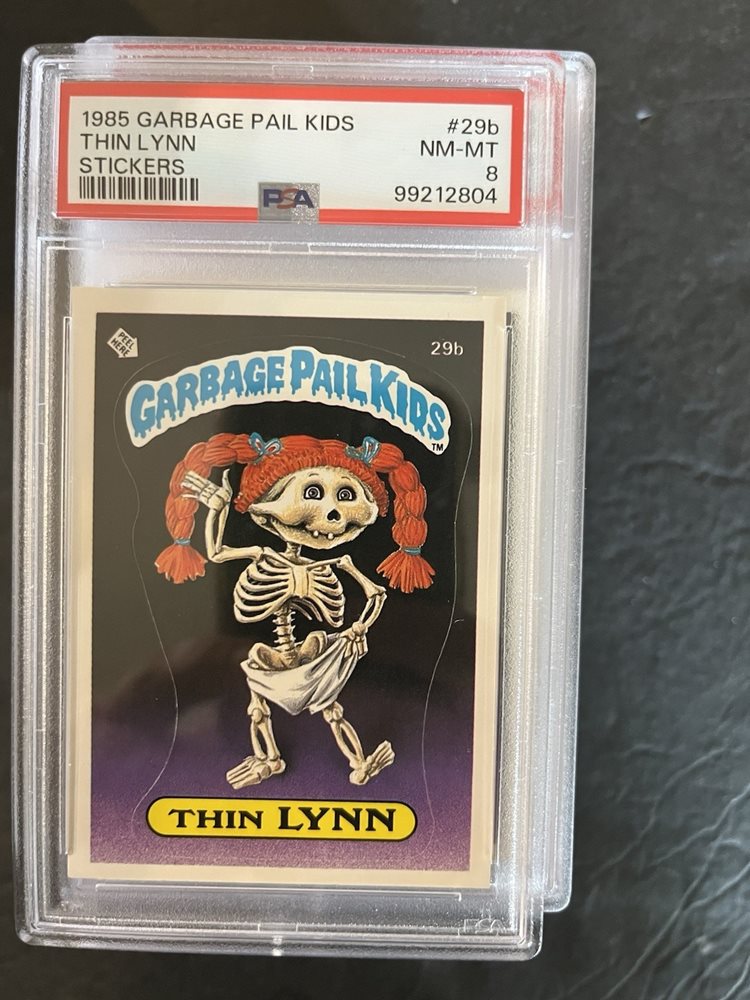 1985 GARBAGE PAIL KIDS #29b
THIN LYNN NM-MT
STICKERS 8
PSA 99212804
PEEL HERE
29b
GARBAGE PAIL KIDS
TM
THIN LYNN
PSA